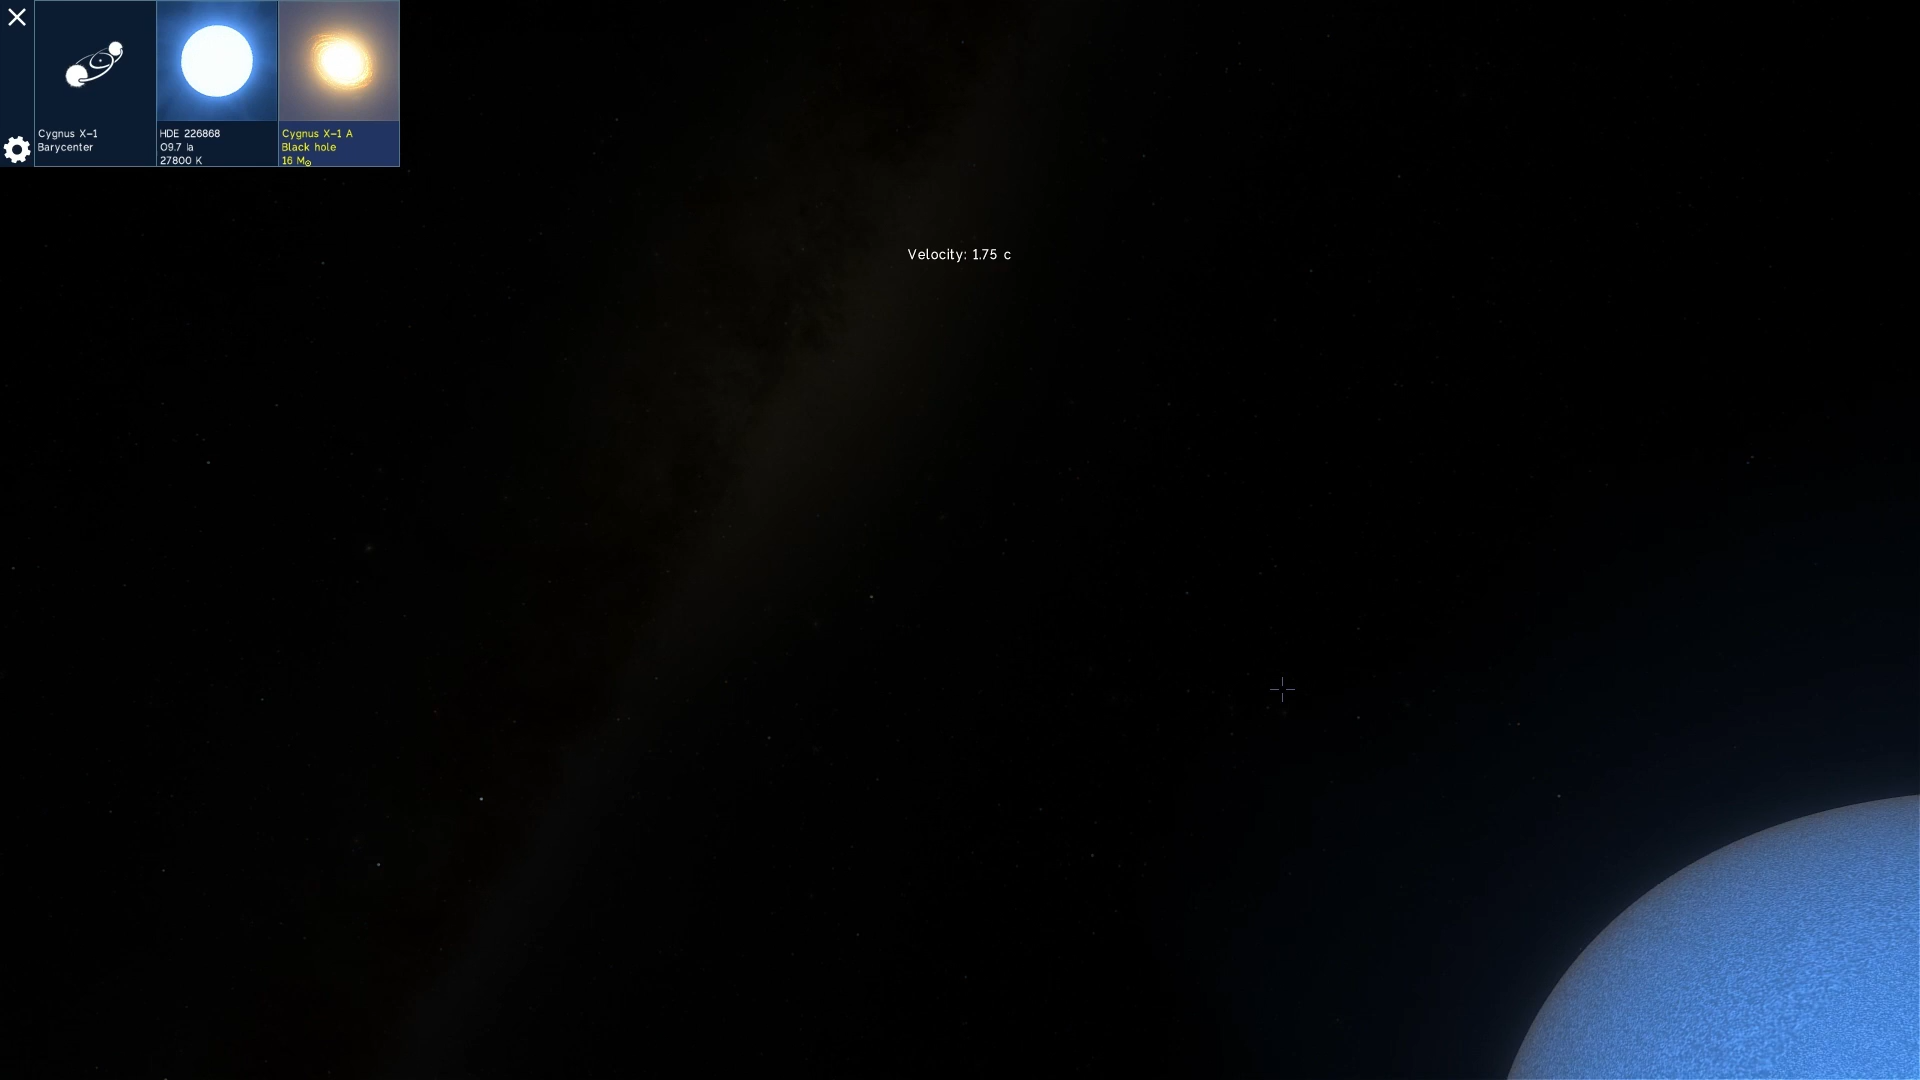 Cygnus X-1
Barycenter
HDE 226868
O9.7 Ia
27800 K
Cygnus X-1 A
Black hole
16 M☉
Velocity: 1.75 c